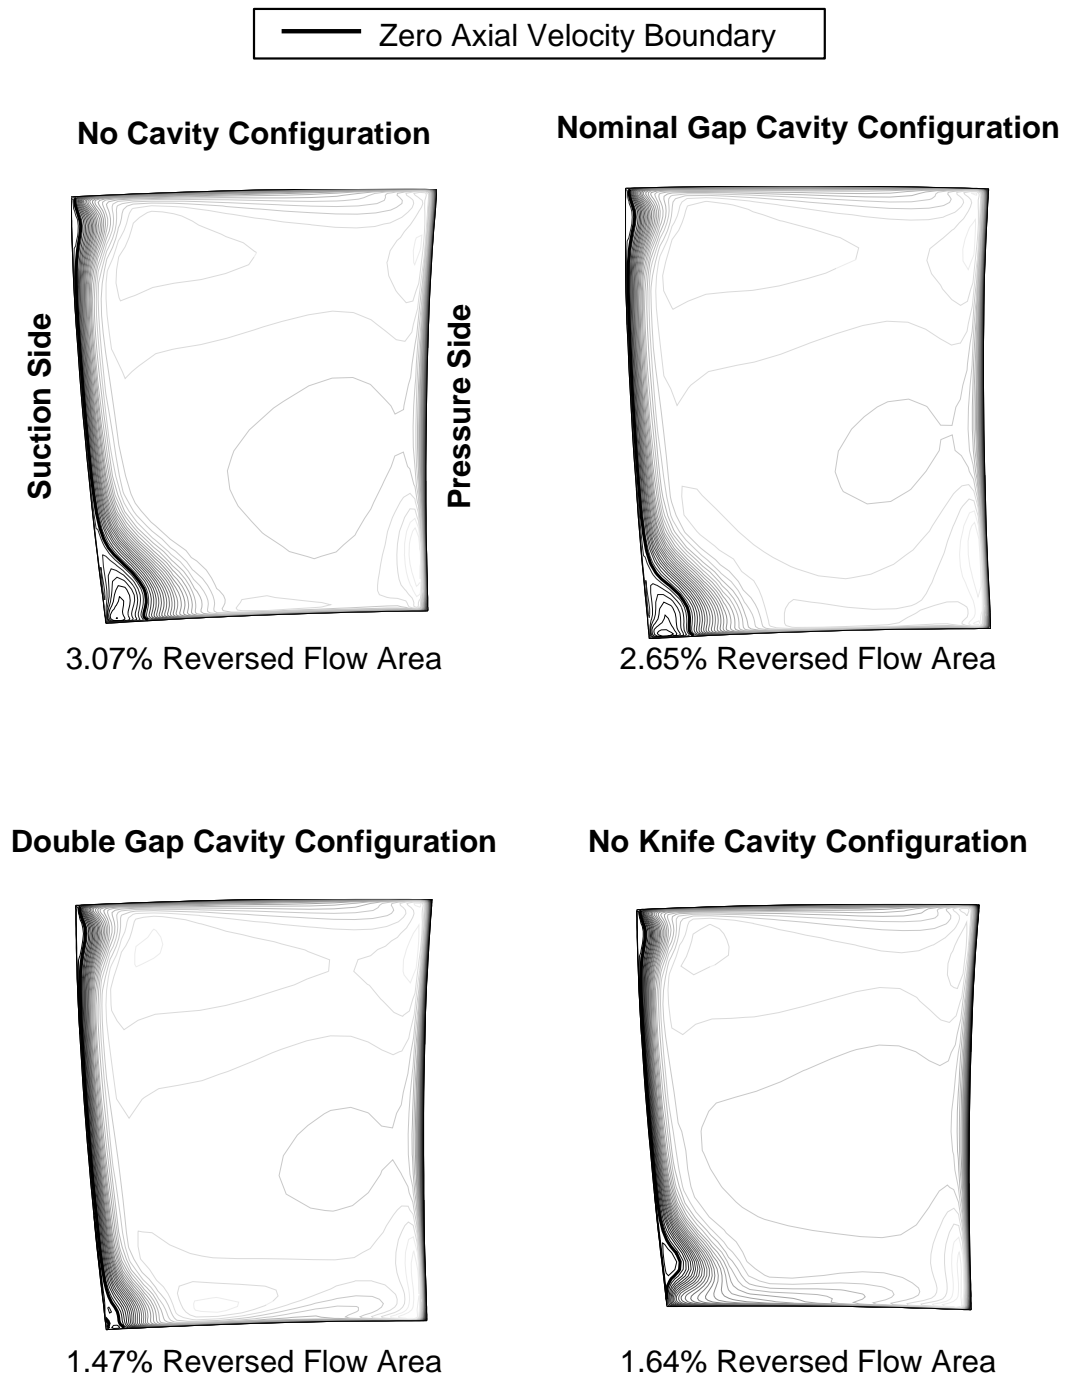 Zero Axial Velocity Boundary
No Cavity Configuration
Nominal Gap Cavity Configuration
Suction Side
Pressure Side
3.07% Reversed Flow Area
2.65% Reversed Flow Area
Double Gap Cavity Configuration
No Knife Cavity Configuration
1.47% Reversed Flow Area
1.64% Reversed Flow Area